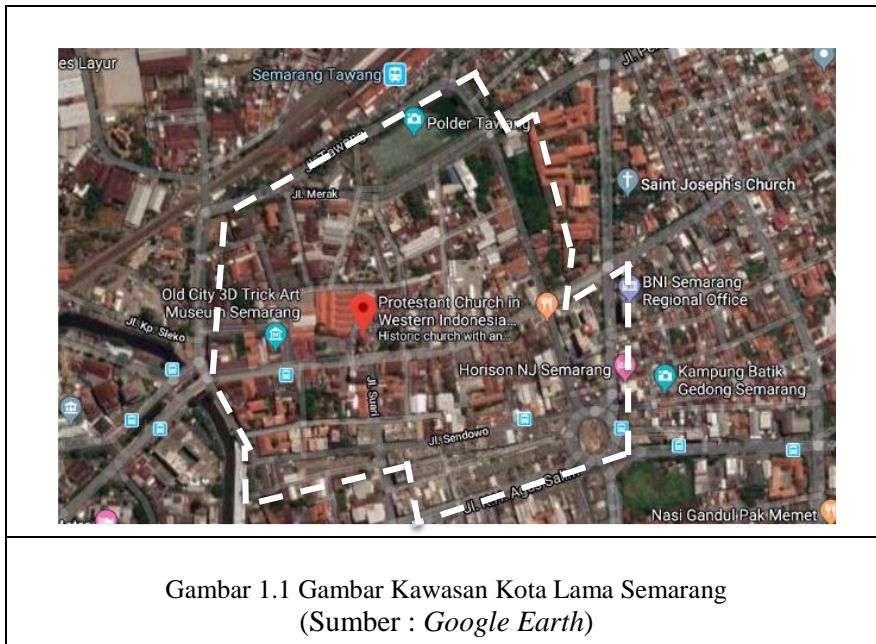 es Layur
Semarang Tawang
Polder Tawang
Jl. Tawang
Jl. Merak
Saint Joseph's Church
Old City 3D Trick Art
Museum Semarang
Protestant Church in
Western Indonesia...
Historic church with an...
BNI Semarang
Regional Office
Jl. Kp. Sleko
Horison NJ Semarang
Kampung Batik
Gedong Semarang
Jl. Suari
Jl. Sendowo
Jl. K.H. Agus Salim
Nasi Gandul Pak Memet
Gambar 1.1 Gambar Kawasan Kota Lama Semarang
(Sumber : Google Earth)